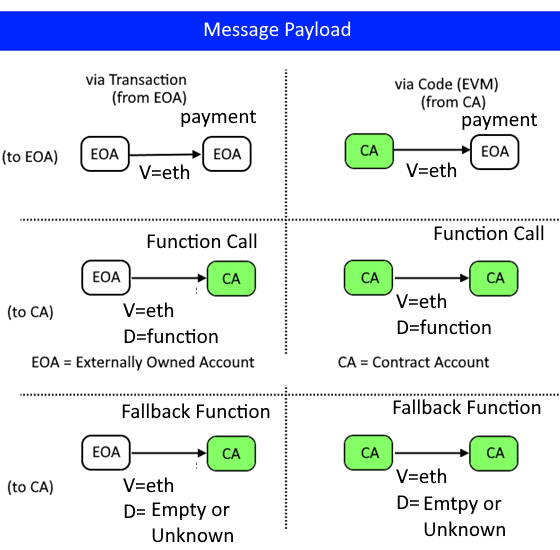 Message Payload
via Transaction
(from EOA)
via Code (EVM)
(from CA)
payment
payment
(to EOA)
EOA
EOA
CA
EOA
V=eth
V=eth
Function Call
Function Call
EOA
CA
CA
CA
(to CA)
V=eth
D=function
V=eth
D=function
EOA = Externally Owned Account
CA = Contract Account
Fallback Function
Fallback Function
EOA
CA
CA
CA
(to CA)
V=eth
D= Empty or
Unknown
V=eth
D= Emtpy or
Unknown